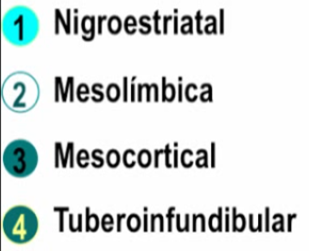 1 Nigroestriatal
2 Mesolímbica
3 Mesocortical
4 Tuberoinfundibular